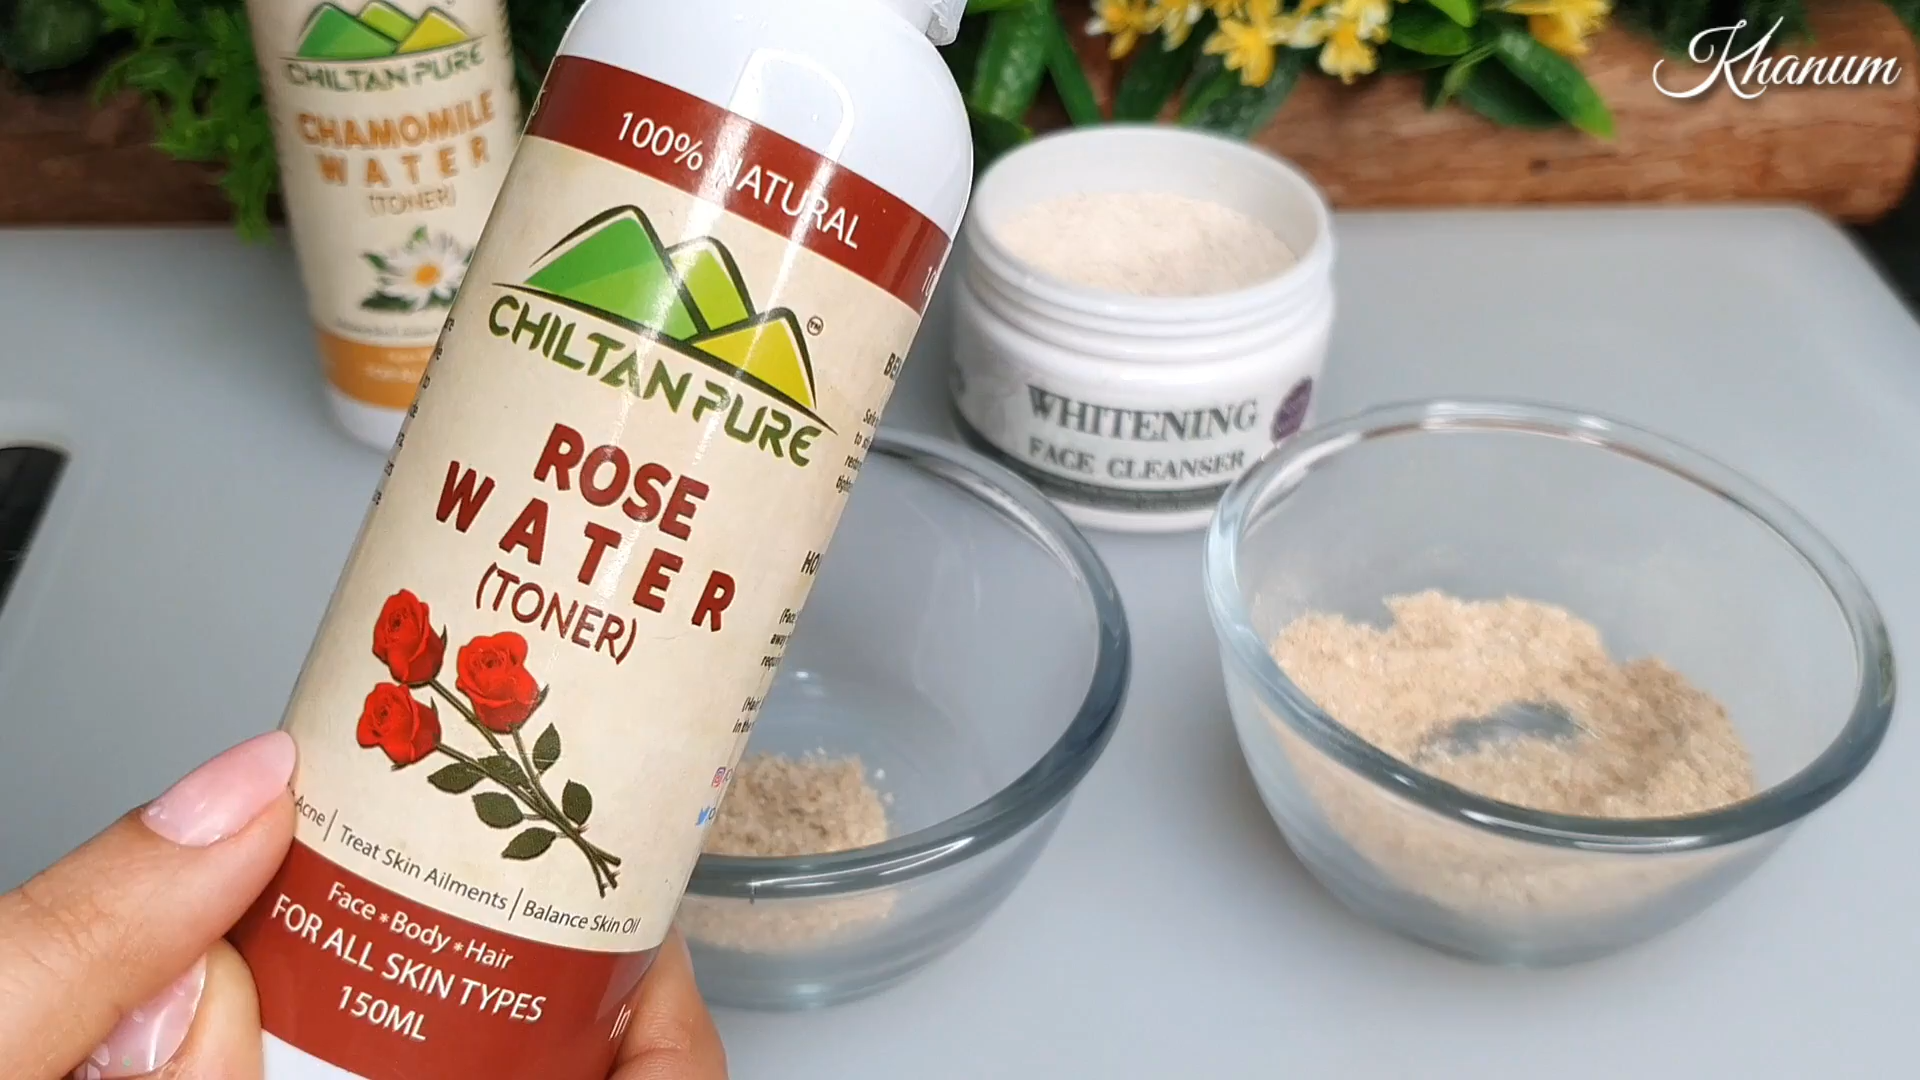 Khanum
CHILTAN PURE
CHAMOMILE
WATER
(TONER)
100% NATURAL
CHILTAN PURE
TM
ROSE
WATER
(TONER)
Acne | Treat Skin Ailments | Balance Skin Oil
Face * Body * Hair
FOR ALL SKIN TYPES
150ML
WHITENING
FACE CLEANSER